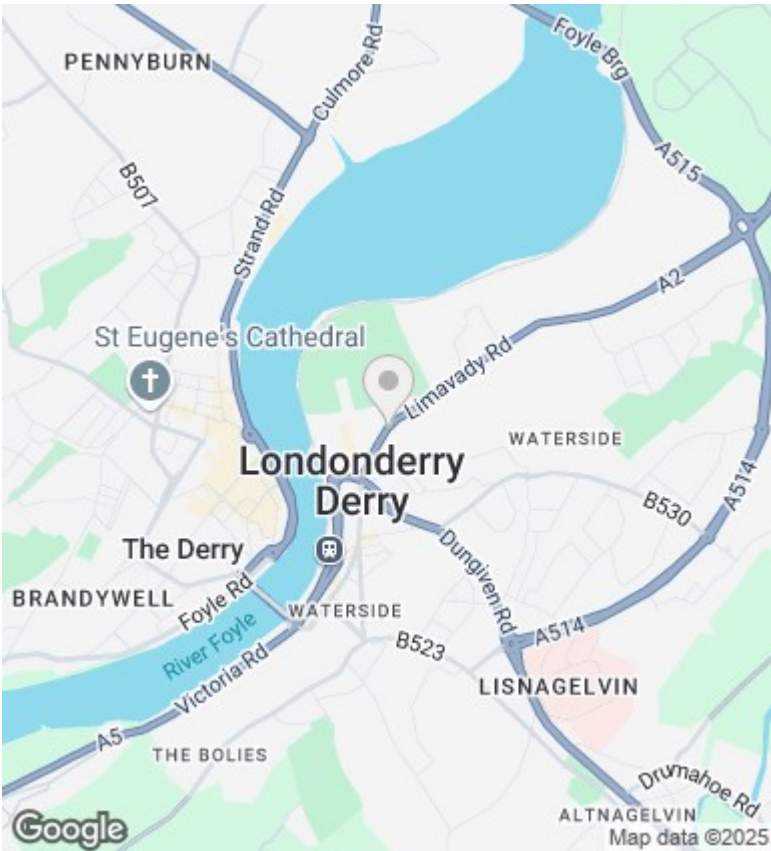 Foyle Brg
PENNYBURN
Culmore Rd
A515
B507
Strand Rd
A2
St Eugene's Cathedral
Limavady Rd
WATERSIDE
Londonderry
Derry
A514
B530
The Derry
Dungiven Rd
BRANDYWELL
Foyle Rd
WATERSIDE
A514
River Foyle
B523
Victoria Rd
LISNAGELVIN
A5
THE BOLIES
Drumahoe Rd
ALTNAGELVIN
Google
Map data ©2025